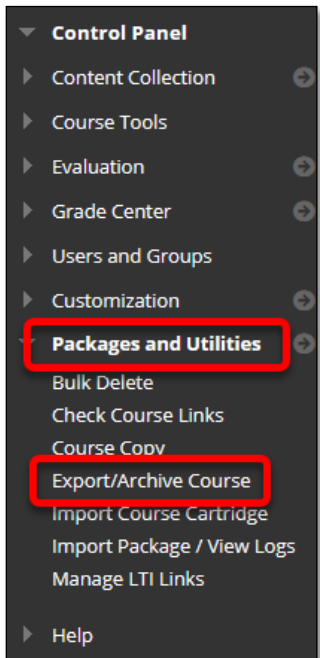 Control Panel
Content Collection
Course Tools
Evaluation
Grade Center
Users and Groups
Customization
Packages and Utilities
Bulk Delete
Check Course Links
Course Copy
Export/Archive Course
Import Course Cartridge
Import Package / View Logs
Manage LTI Links
Help